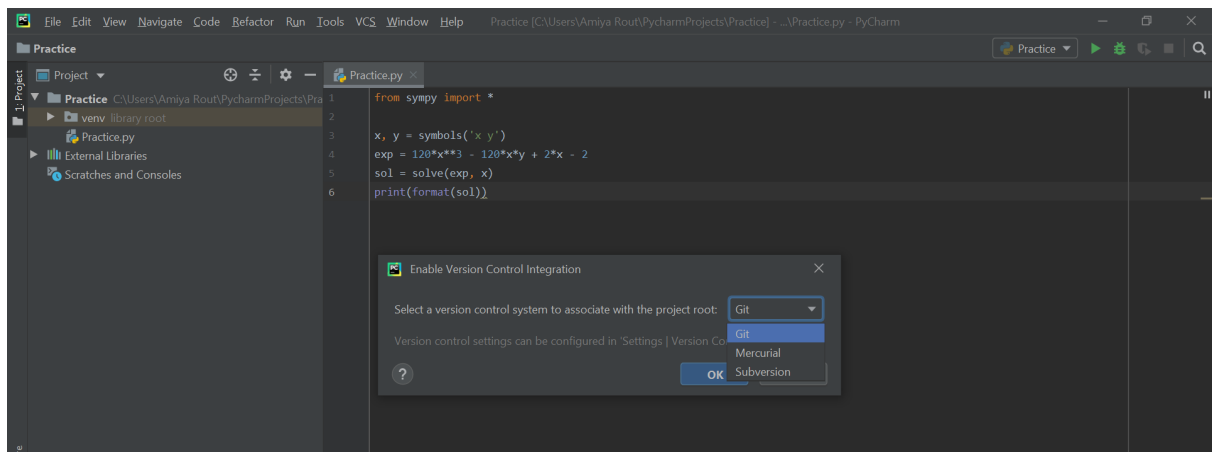 File Edit View Navigate Code Refactor Run Tools VCS Window Help Practice [C:\Users\Amiya Rout\PycharmProjects\Practice] - ...\Practice.py - PyCharm
Practice
Practice
Project
Practice.py
1: Project
Practice C:\Users\Amiya Rout\PycharmProjects\Pra
venv library root
Practice.py
External Libraries
Scratches and Consoles
1 from sympy import *
2
3 x, y = symbols('x y')
4 exp = 120*x**3 - 120*x*y + 2*x - 2
5 sol = solve(exp, x)
6 print(format(sol))
PC Enable Version Control Integration
Select a version control system to associate with the project root: Git
Git
Version control settings can be configured in 'Settings | Version Co
Mercurial
Subversion
? OK